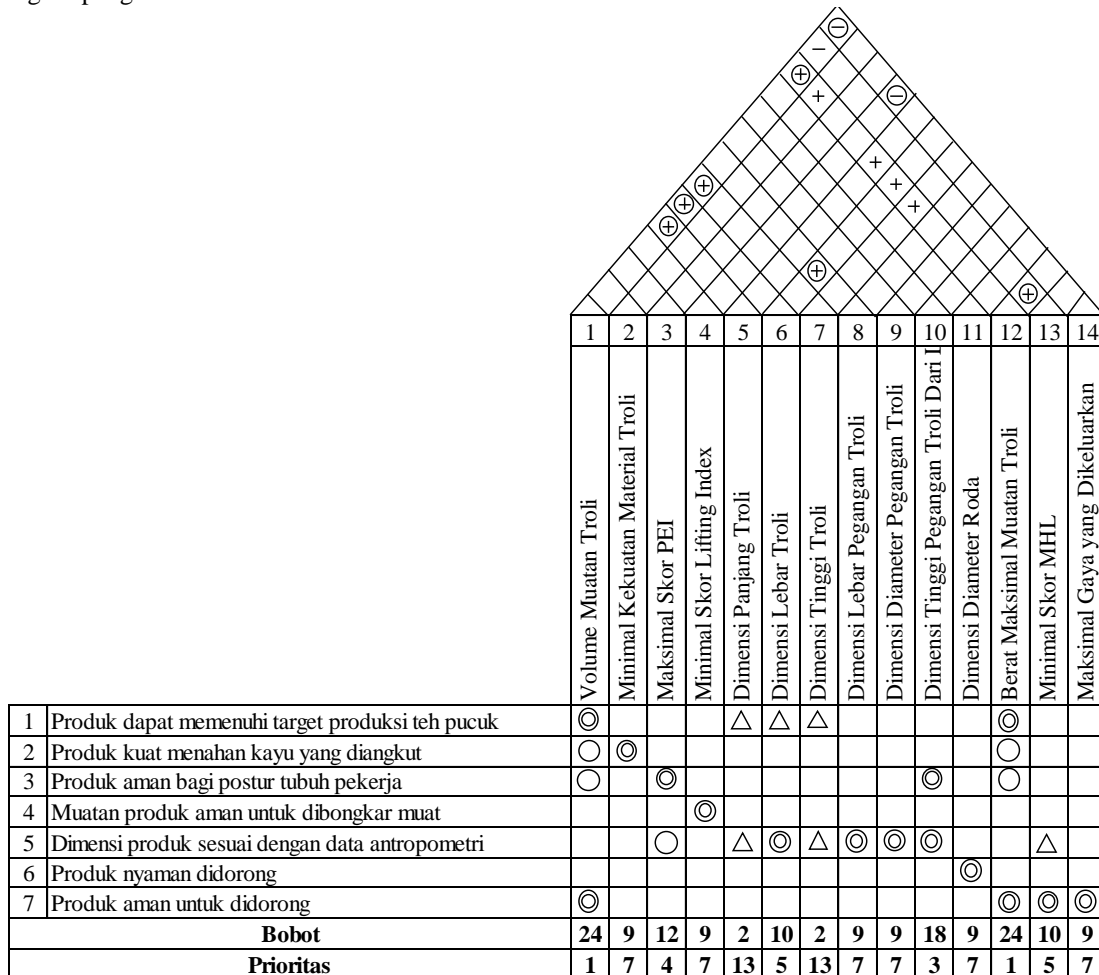 1 2 3 4 5 6 7 8 9 10 11 12 13 14
Volume Muatan Troli
Minimal Kekuatan Material Troli
Maksimal Skor PEI
Minimal Skor Lifting Index
Dimensi Panjang Troli
Dimensi Lebar Troli
Dimensi Tinggi Troli
Dimensi Lebar Pegangan Troli
Dimensi Diameter Pegangan Troli
Dimensi Tinggi Pegangan Troli Dari
Dimensi Diameter Roda
Berat Maksimal Muatan Troli
Minimal Skor MHL
Maksimal Gaya yang Dikeluarkan
1 Produk dapat memenuhi target produksi teh pucuk ◎ △ △ △ ◎
2 Produk kuat menahan kayu yang diangkut ○ ◎ ○
3 Produk aman bagi postur tubuh pekerja ○ ◎ ◎ ○
4 Muatan produk aman untuk dibongkar muat ◎
5 Dimensi produk sesuai dengan data antropometri ○ △ ◎ △ ◎ ◎ ◎ △
6 Produk nyaman didorong ◎
7 Produk aman untuk didorong ◎ ◎ ◎ ◎
Bobot 24 9 12 9 2 10 2 9 9 18 9 24 10 9
Prioritas 1 7 4 7 13 5 13 7 7 3 7 1 5 7